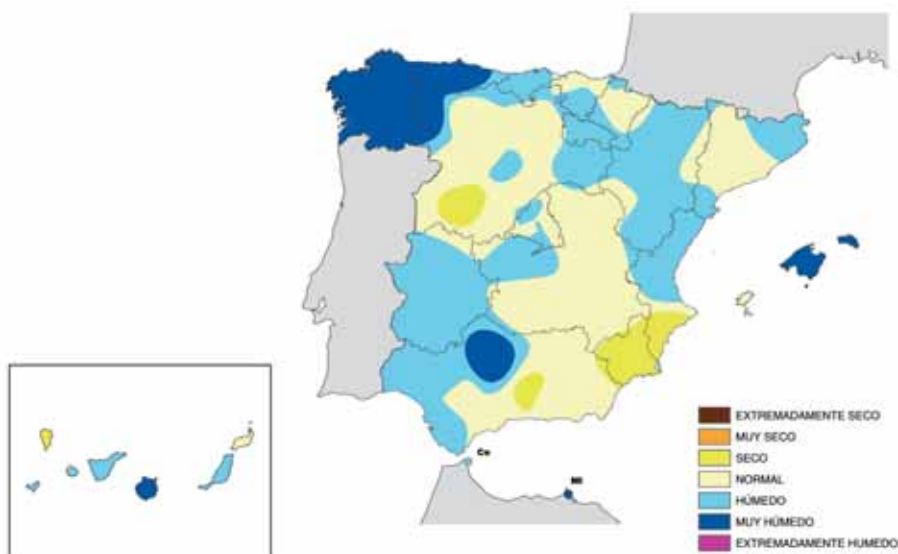 Ce
Ml
EXTREMADAMENTE SECO
MUY SECO
SECO
NORMAL
HÚMEDO
MUY HÚMEDO
EXTREMADAMENTE HUMEDO